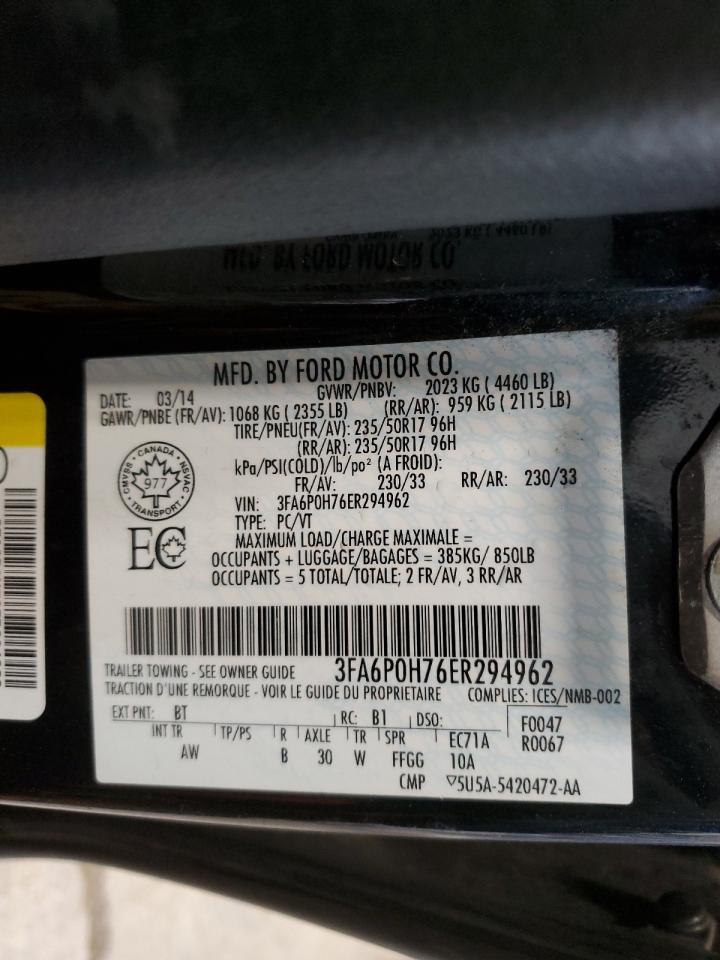 MFD. BY FORD MOTOR CO.
DATE: 03/14 GVWR/PNBV: 2023 KG ( 4460 LB)
GAWR/PNBE (FR/AV): 1068 KG ( 2355 LB) (RR/AR): 959 KG ( 2115 LB)
TIRE/PNEU(FR/AV): 235/50R17 96H
(RR/AR): 235/50R17 96H
kPa/PSI(COLD)/lb/po² (A FROID):
FR/AV: 230/33 RR/AR: 230/33
CANADA
SVASM NSVAC
977
TRANSPORT
VIN: 3FA6P0H76ER294962
TYPE: PC/VT
EC
MAXIMUM LOAD/CHARGE MAXIMALE =
OCCUPANTS + LUGGAGE/BAGAGES = 385KG/ 850LB
OCCUPANTS = 5 TOTAL/TOTALE; 2 FR/AV, 3 RR/AR
TRAILER TOWING - SEE OWNER GUIDE 3FA6P0H76ER294962
TRACTION D'UNE REMORQUE - VOIR LE GUIDE DU PROPRIETAIRE COMPLIES: ICES/NMB-002
EXT PNT: BT RC: B1 DSO: F0047
INT TR TP/PS R AXLE TR SPR EC71A R0067
AW B 30 W FFGG 10A
CMP ▽5U5A-5420472-AA